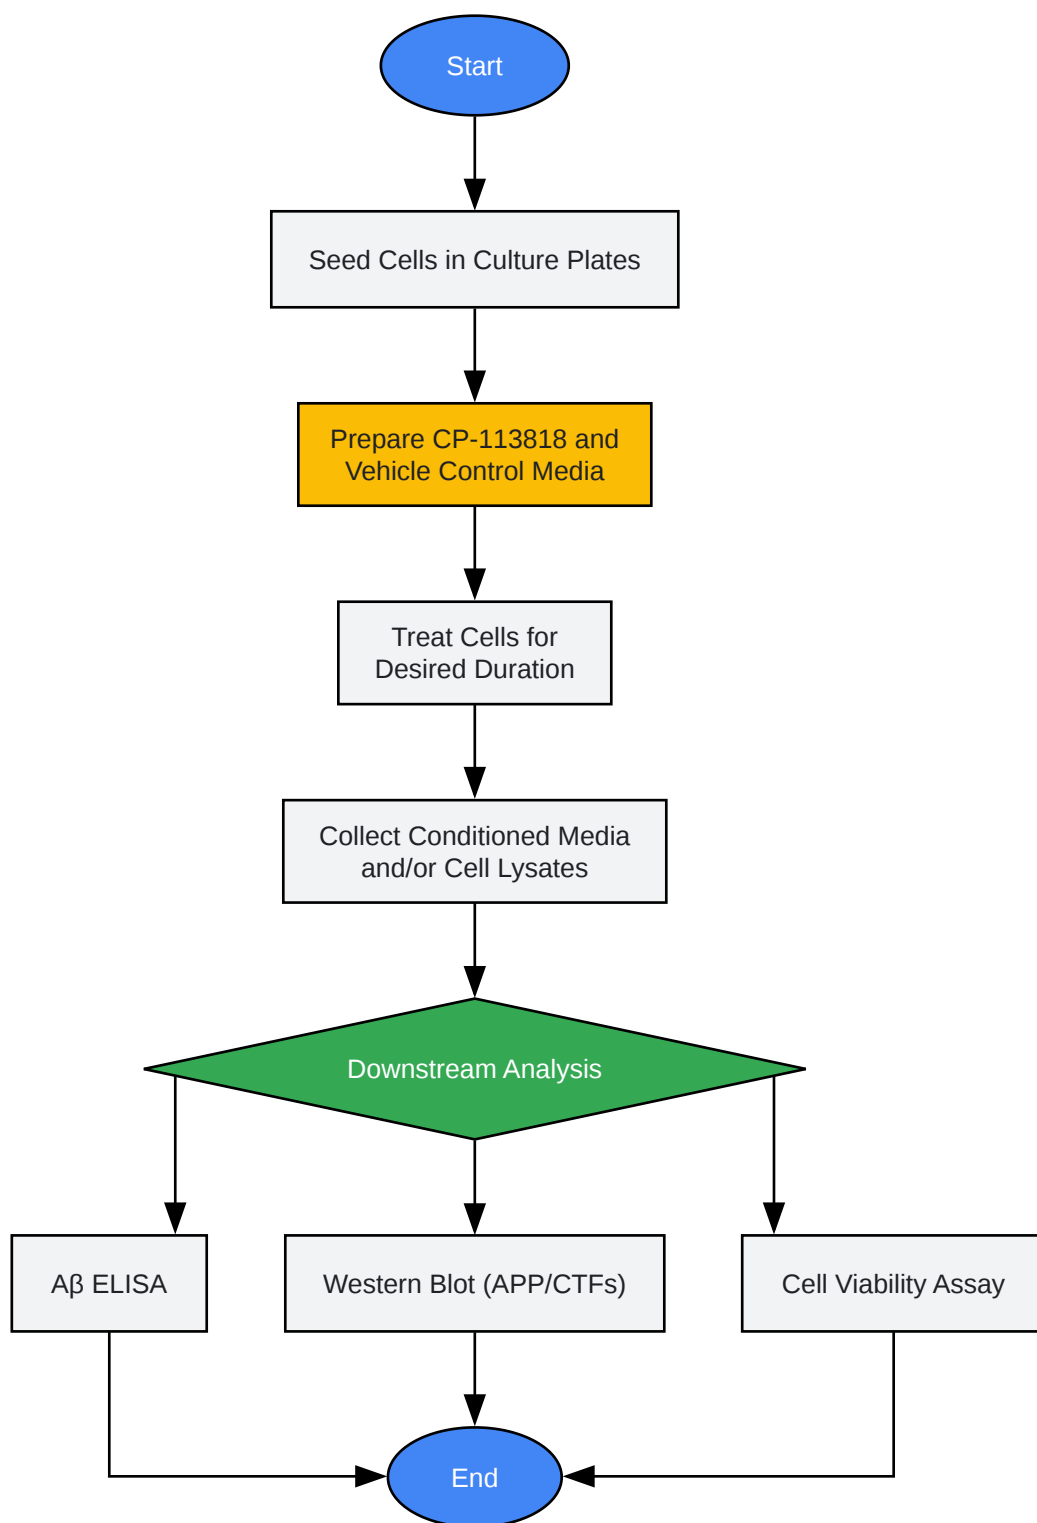 Start
Seed Cells in Culture Plates
Prepare CP-113818 and
Vehicle Control Media
Treat Cells for
Desired Duration
Collect Conditioned Media
and/or Cell Lysates
Downstream Analysis
Aβ ELISA
Western Blot (APP/CTFs)
Cell Viability Assay
End